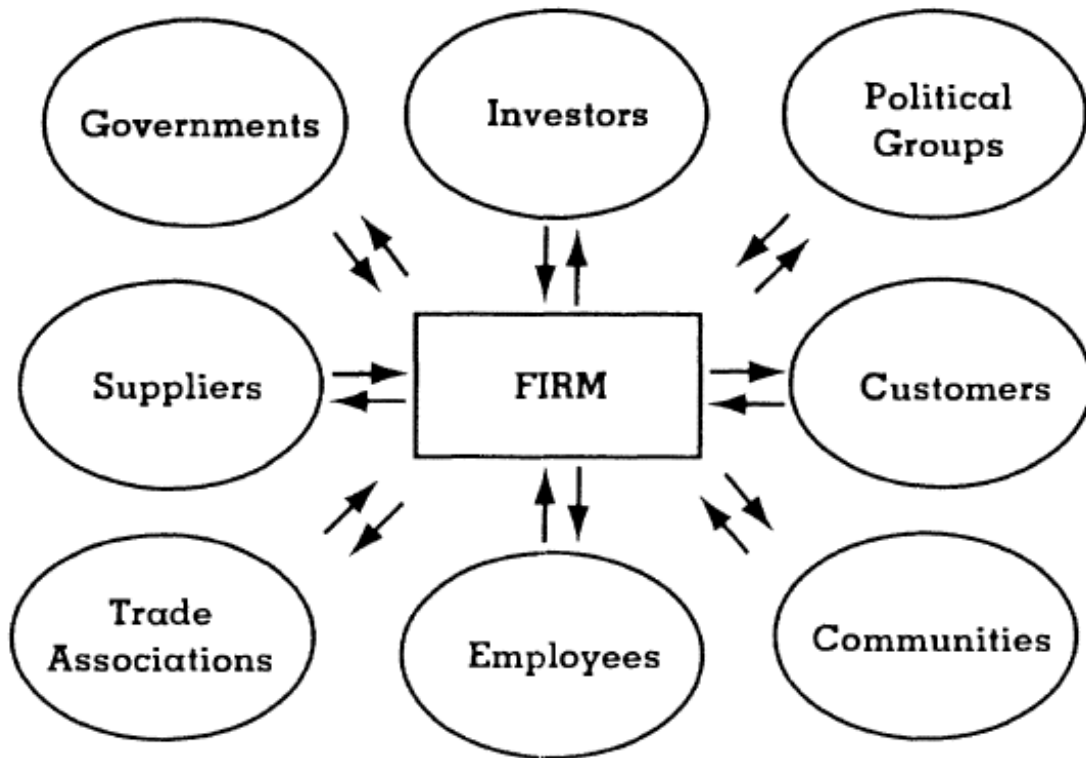 Governments
Investors
Political
Groups
Suppliers
FIRM
Customers
Trade
Associations
Employees
Communities